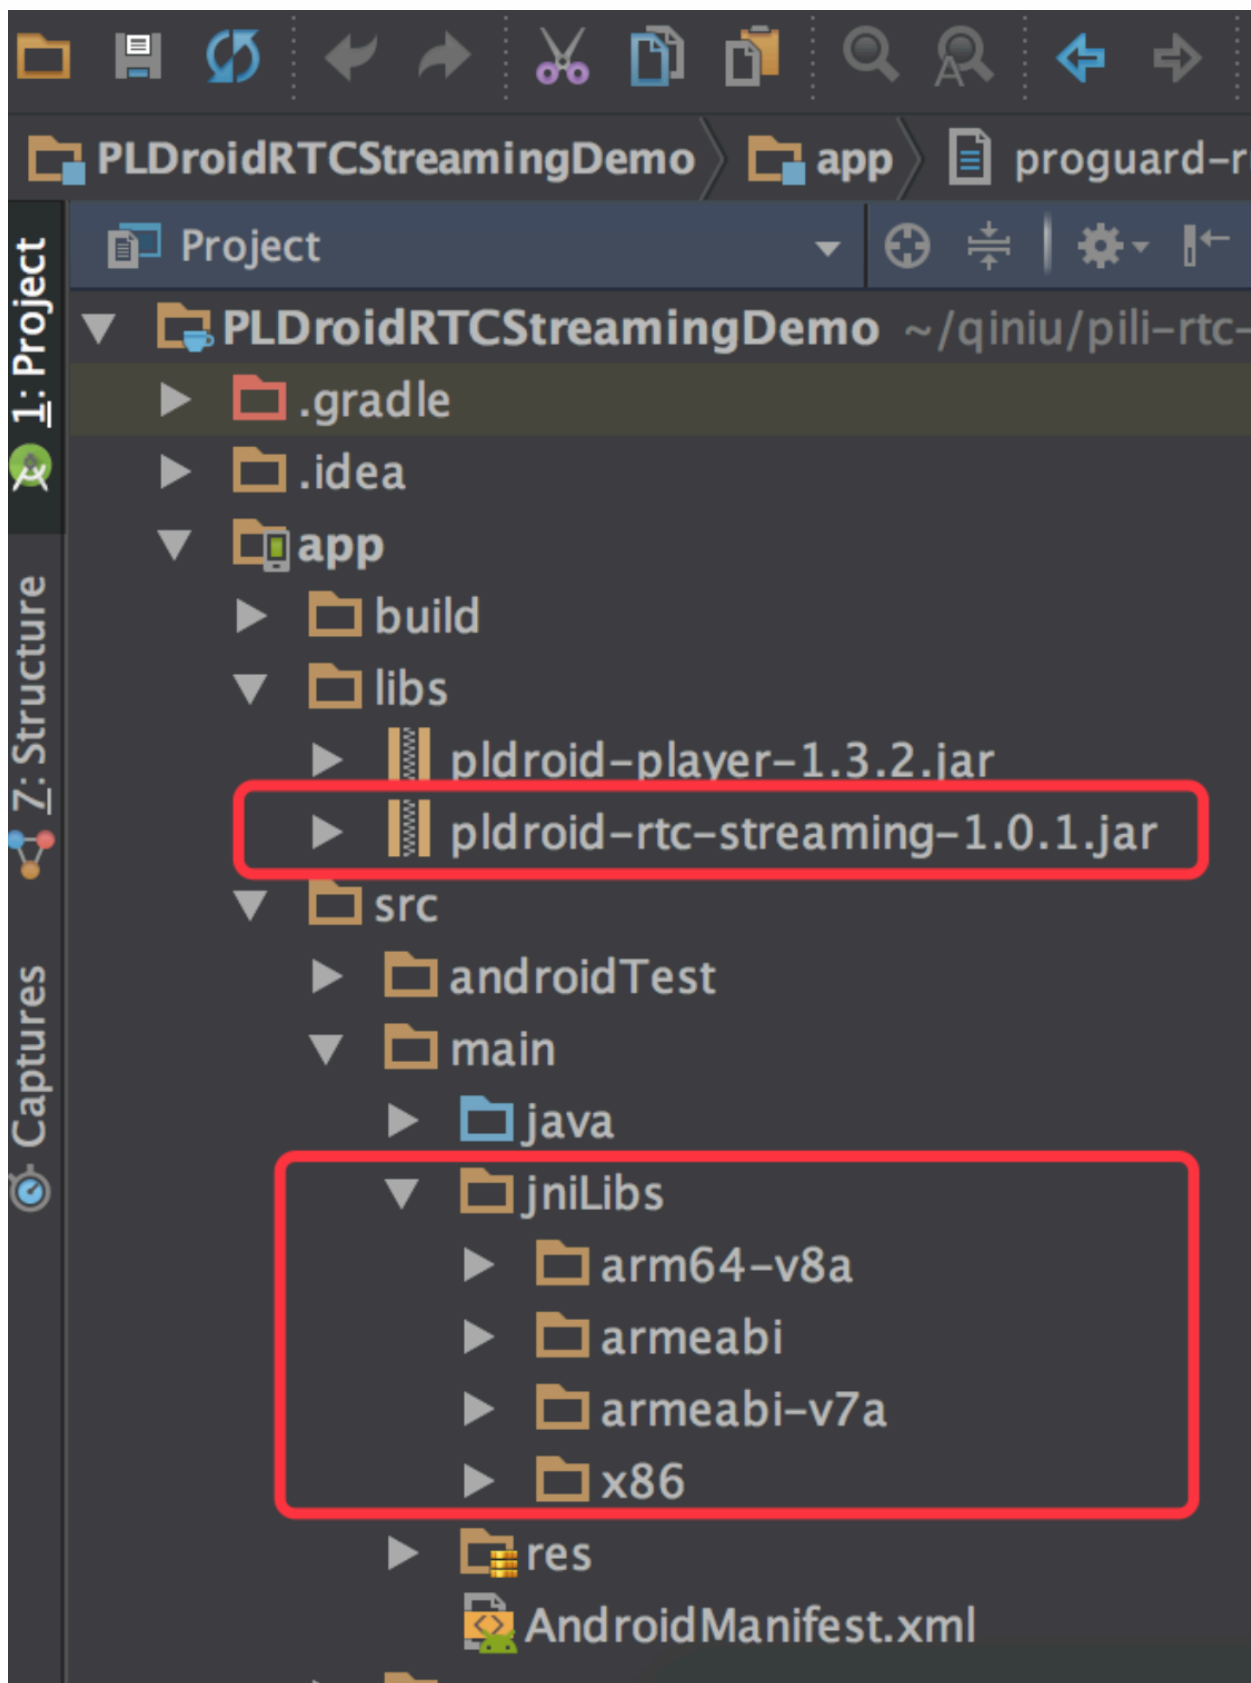 PLDroidRTCStreamingDemo app proguard-r
Project
1: Project
PLDroidRTCStreamingDemo ~/qiniu/pili-rtc-
.gradle
.idea
app
build
libs
7: Structure
pldroid-player-1.3.2.jar
pldroid-rtc-streaming-1.0.1.jar
src
androidTest
main
Captures
java
jniLibs
arm64-v8a
armeabi
armeabi-v7a
x86
res
AndroidManifest.xml